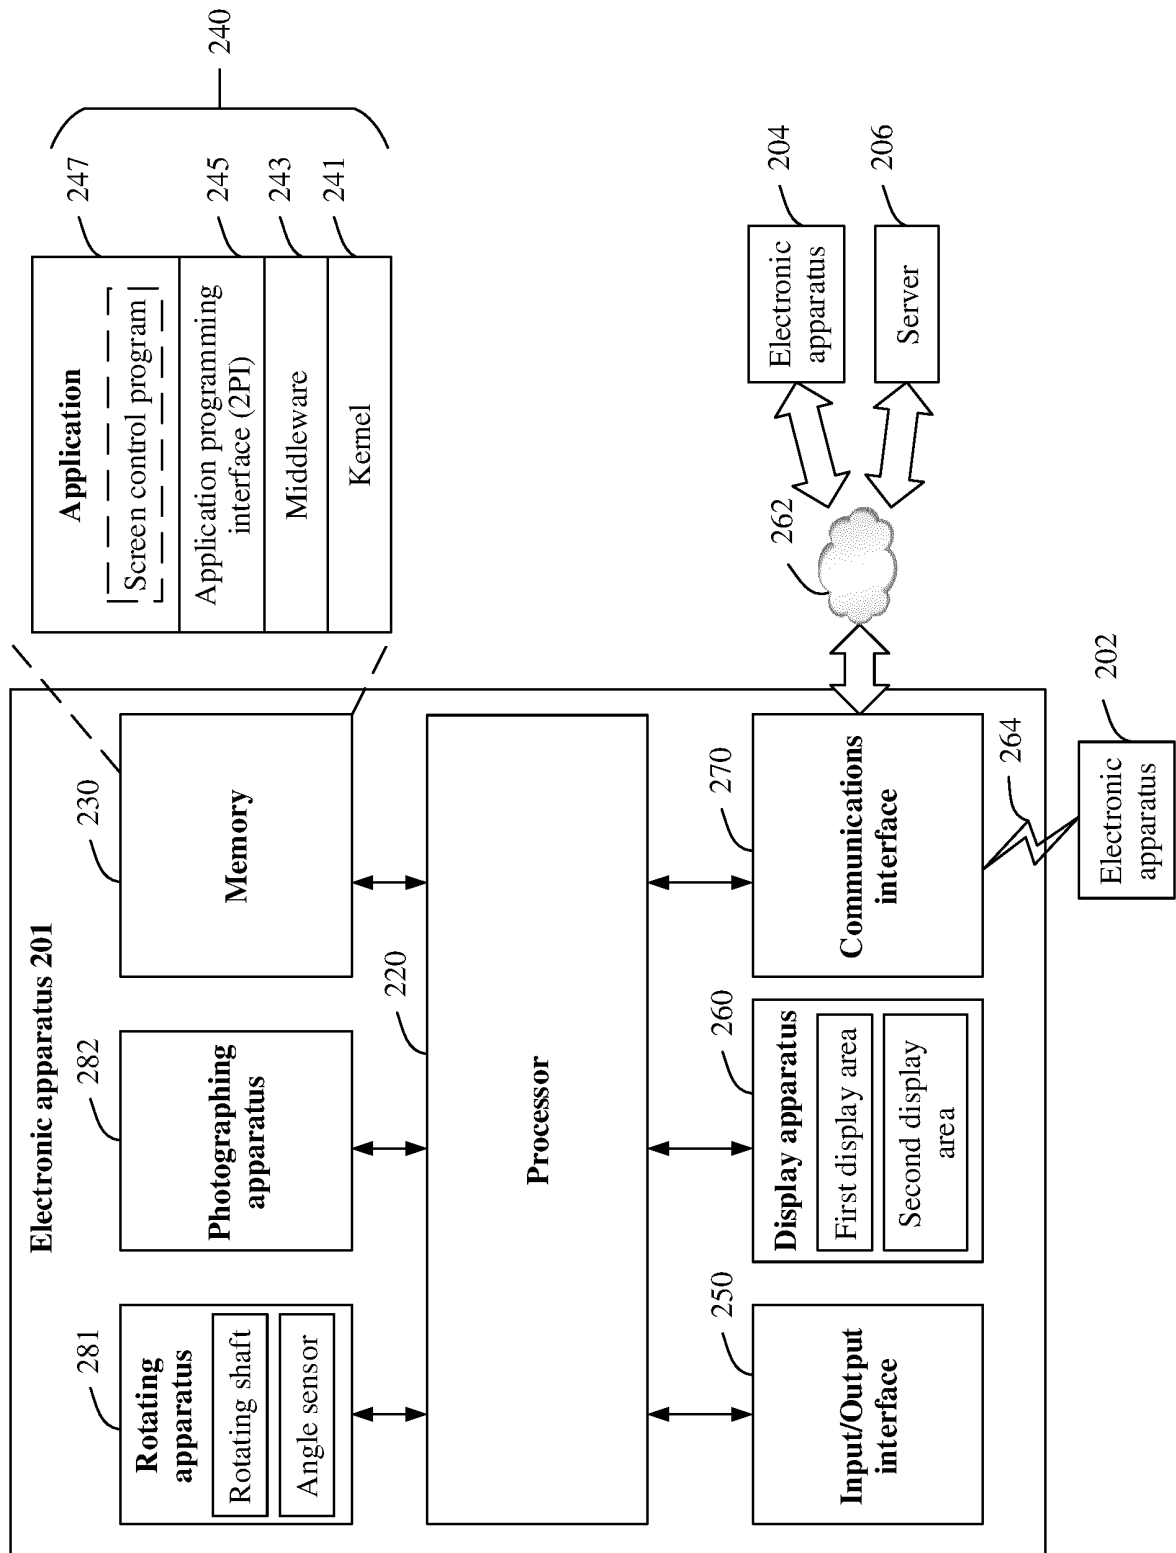 Electronic apparatus 201
281
Rotating
apparatus
Rotating shaft
Angle sensor
282
Photographing
apparatus
230
Memory
220
Processor
250
Input/Output
interface
260
Display apparatus
First display area
Second display
area
270
Communications
interface
Application
Screen control program
Application programming
interface (2PI)
Middleware
Kernel
247
245
243
241
240
262
Electronic
apparatus
204
Server
206
264
Electronic
apparatus
202